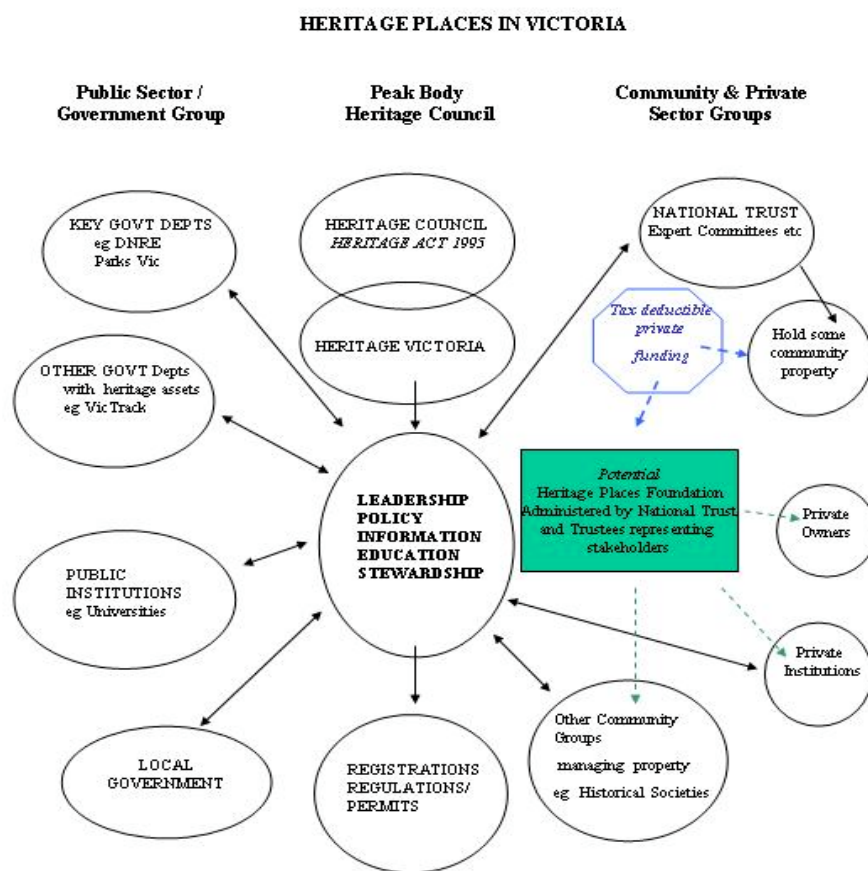 HERITAGE PLACES IN VICTORIA
Public Sector /
Government Group
Peak Body
Heritage Council
Community & Private
Sector Groups
KEY GOVT DEPTS
eg DNRE
Parks Vic
HERITAGE COUNCIL
HERITAGE ACT 1995
NATIONAL TRUST
Expert Committees etc
HERITAGE VICTORIA
Tax deductible
private
funding
Hold some
community
property
OTHER GOVT Depts
with heritage assets
eg VicTrack
LEADERSHIP
POLICY
INFORMATION
EDUCATION
STEWARDSHIP
Potential
Heritage Places Foundation
Administered by National Trust
and Trustees representing
stakeholders
Private
Owners
PUBLIC
INSTITUTIONS
eg Universities
Private
Institutions
LOCAL
GOVERNMENT
REGISTRATIONS
REGULATIONS/
PERMITS
Other Community
Groups
managing property
eg Historical Societies